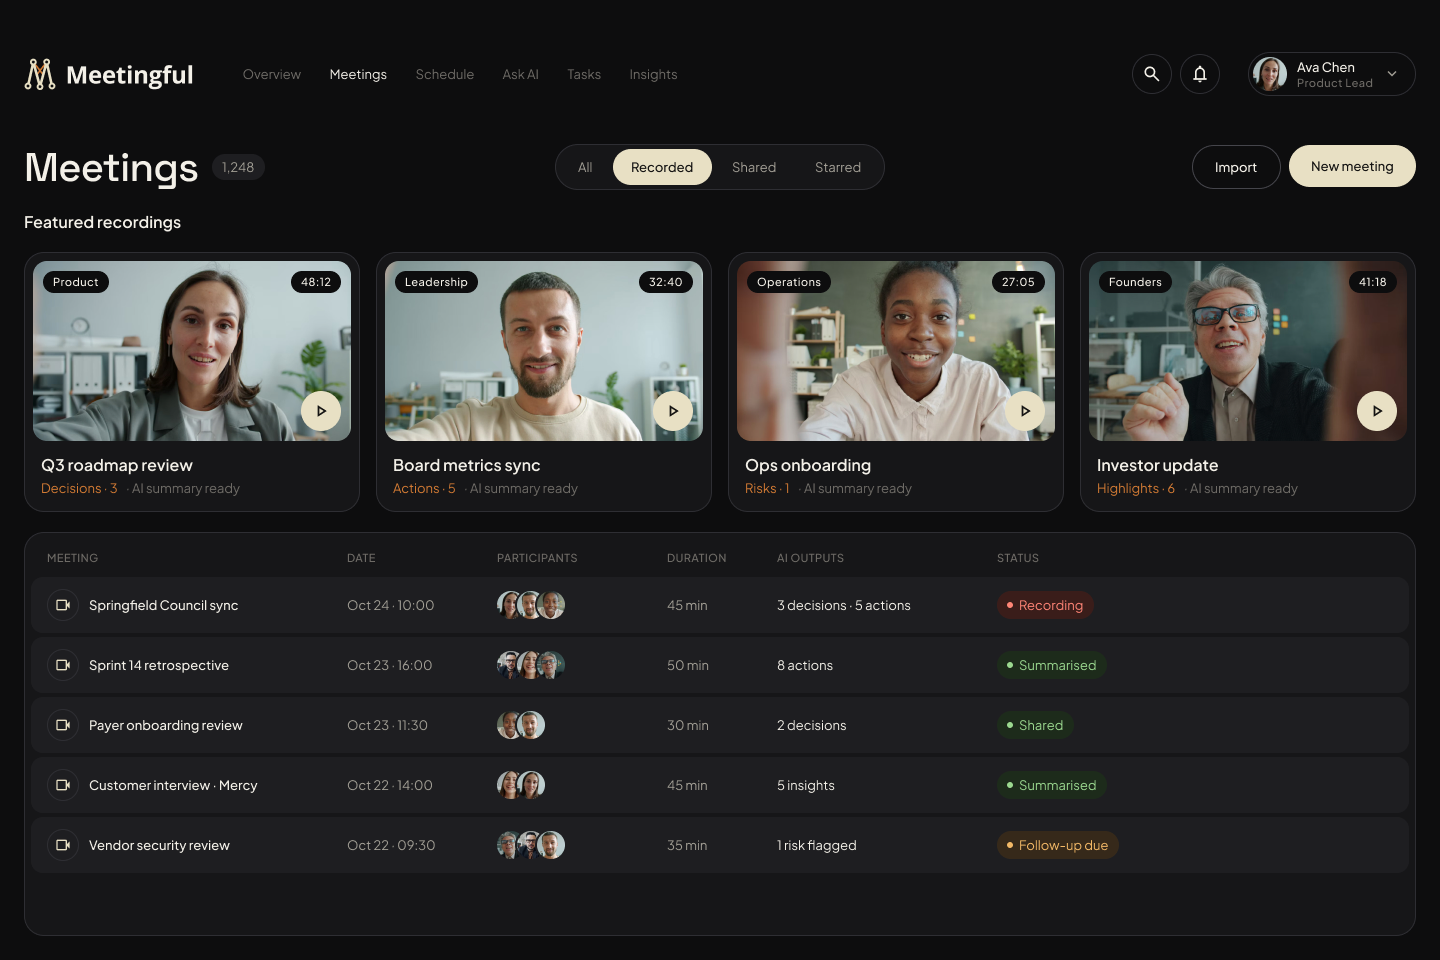 Meetingful
Overview Meetings Schedule Ask AI Tasks Insights
Ava Chen
Product Lead
Meetings 1,248
All Recorded Shared Starred
Import New meeting
Featured recordings
Product 48:12
Q3 roadmap review
Decisions · 3 · AI summary ready
Leadership 32:40
Board metrics sync
Actions · 5 · AI summary ready
Operations 27:05
Ops onboarding
Risks · 1 · AI summary ready
Founders 41:18
Investor update
Highlights · 6 · AI summary ready
MEETING DATE PARTICIPANTS DURATION AI OUTPUTS STATUS
Springfield Council sync Oct 24 · 10:00 45 min 3 decisions · 5 actions Recording
Sprint 14 retrospective Oct 23 · 16:00 50 min 8 actions Summarised
Payer onboarding review Oct 23 · 11:30 30 min 2 decisions Shared
Customer interview · Mercy Oct 22 · 14:00 45 min 5 insights Summarised
Vendor security review Oct 22 · 09:30 35 min 1 risk flagged Follow-up due